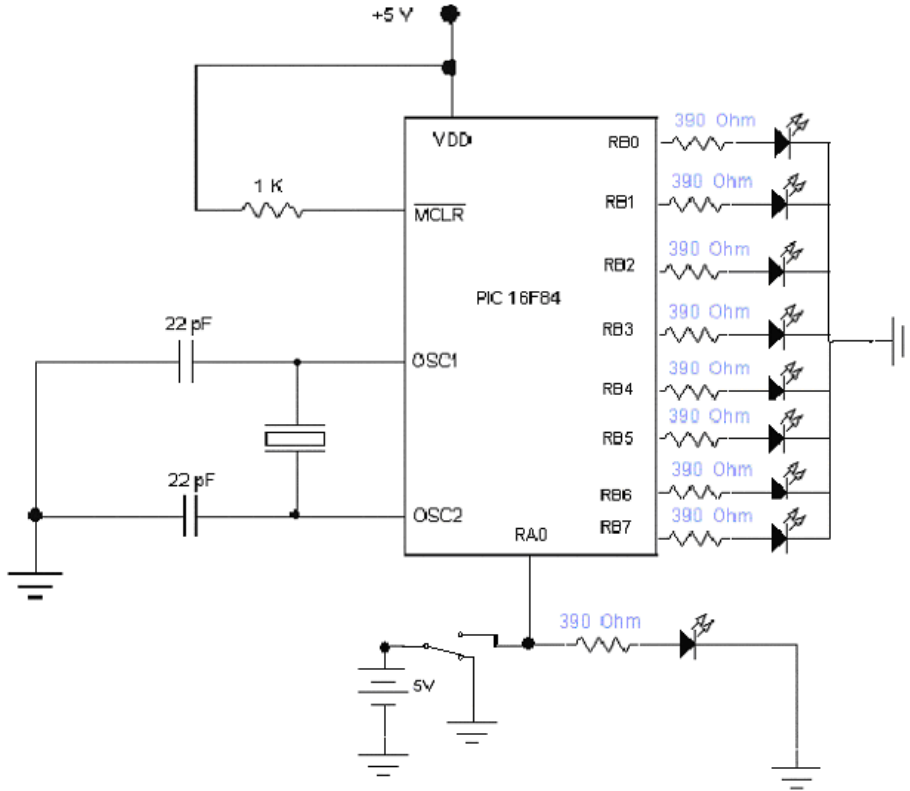 +5 V
VDD
1 K
MCLR
PIC 16F84
22 pF
OSC1
22 pF
OSC2
RA0
RB0
390 Ohm
RB1
390 Ohm
RB2
390 Ohm
RB3
390 Ohm
RB4
390 Ohm
RB5
390 Ohm
RB6
390 Ohm
RB7
390 Ohm
390 Ohm
5V